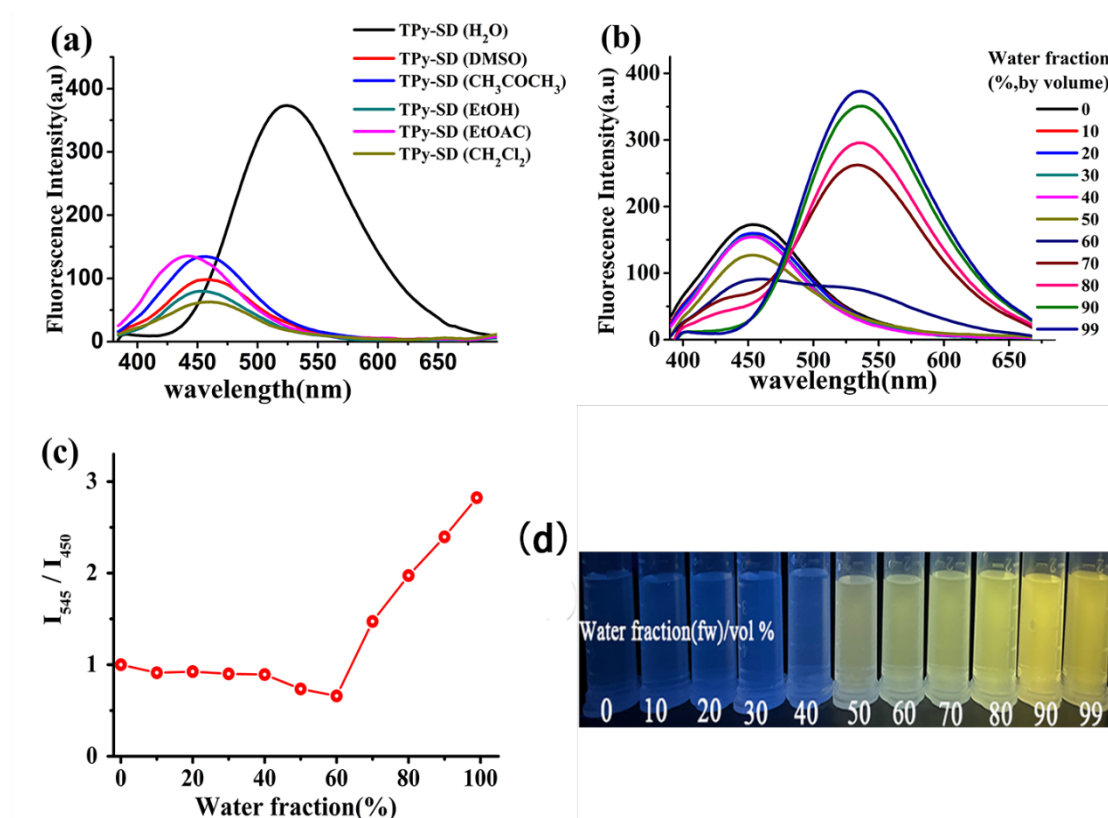 (a)
TPy-SD (H₂O)
TPy-SD (DMSO)
TPy-SD (CH₃COCH₃)
TPy-SD (EtOH)
TPy-SD (EtOAC)
TPy-SD (CH₂Cl₂)
Fluorescence Intensity(a.u)
400
300
200
100
0
400 450 500 550 600 650
wavelength(nm)
(b)
Water fraction
(%,by volume)
0
10
20
30
40
50
60
70
80
90
99
Fluorescence Intensity(a.u)
400
300
200
100
0
400 450 500 550 600 650
wavelength(nm)
(c)
I₅₄₅ / I₄₅₀
3
2
1
0
0 20 40 60 80 100
Water fraction(%)
(d)
Water fraction(fw)/vol %
0 10 20 30 40 50 60 70 80 90 99